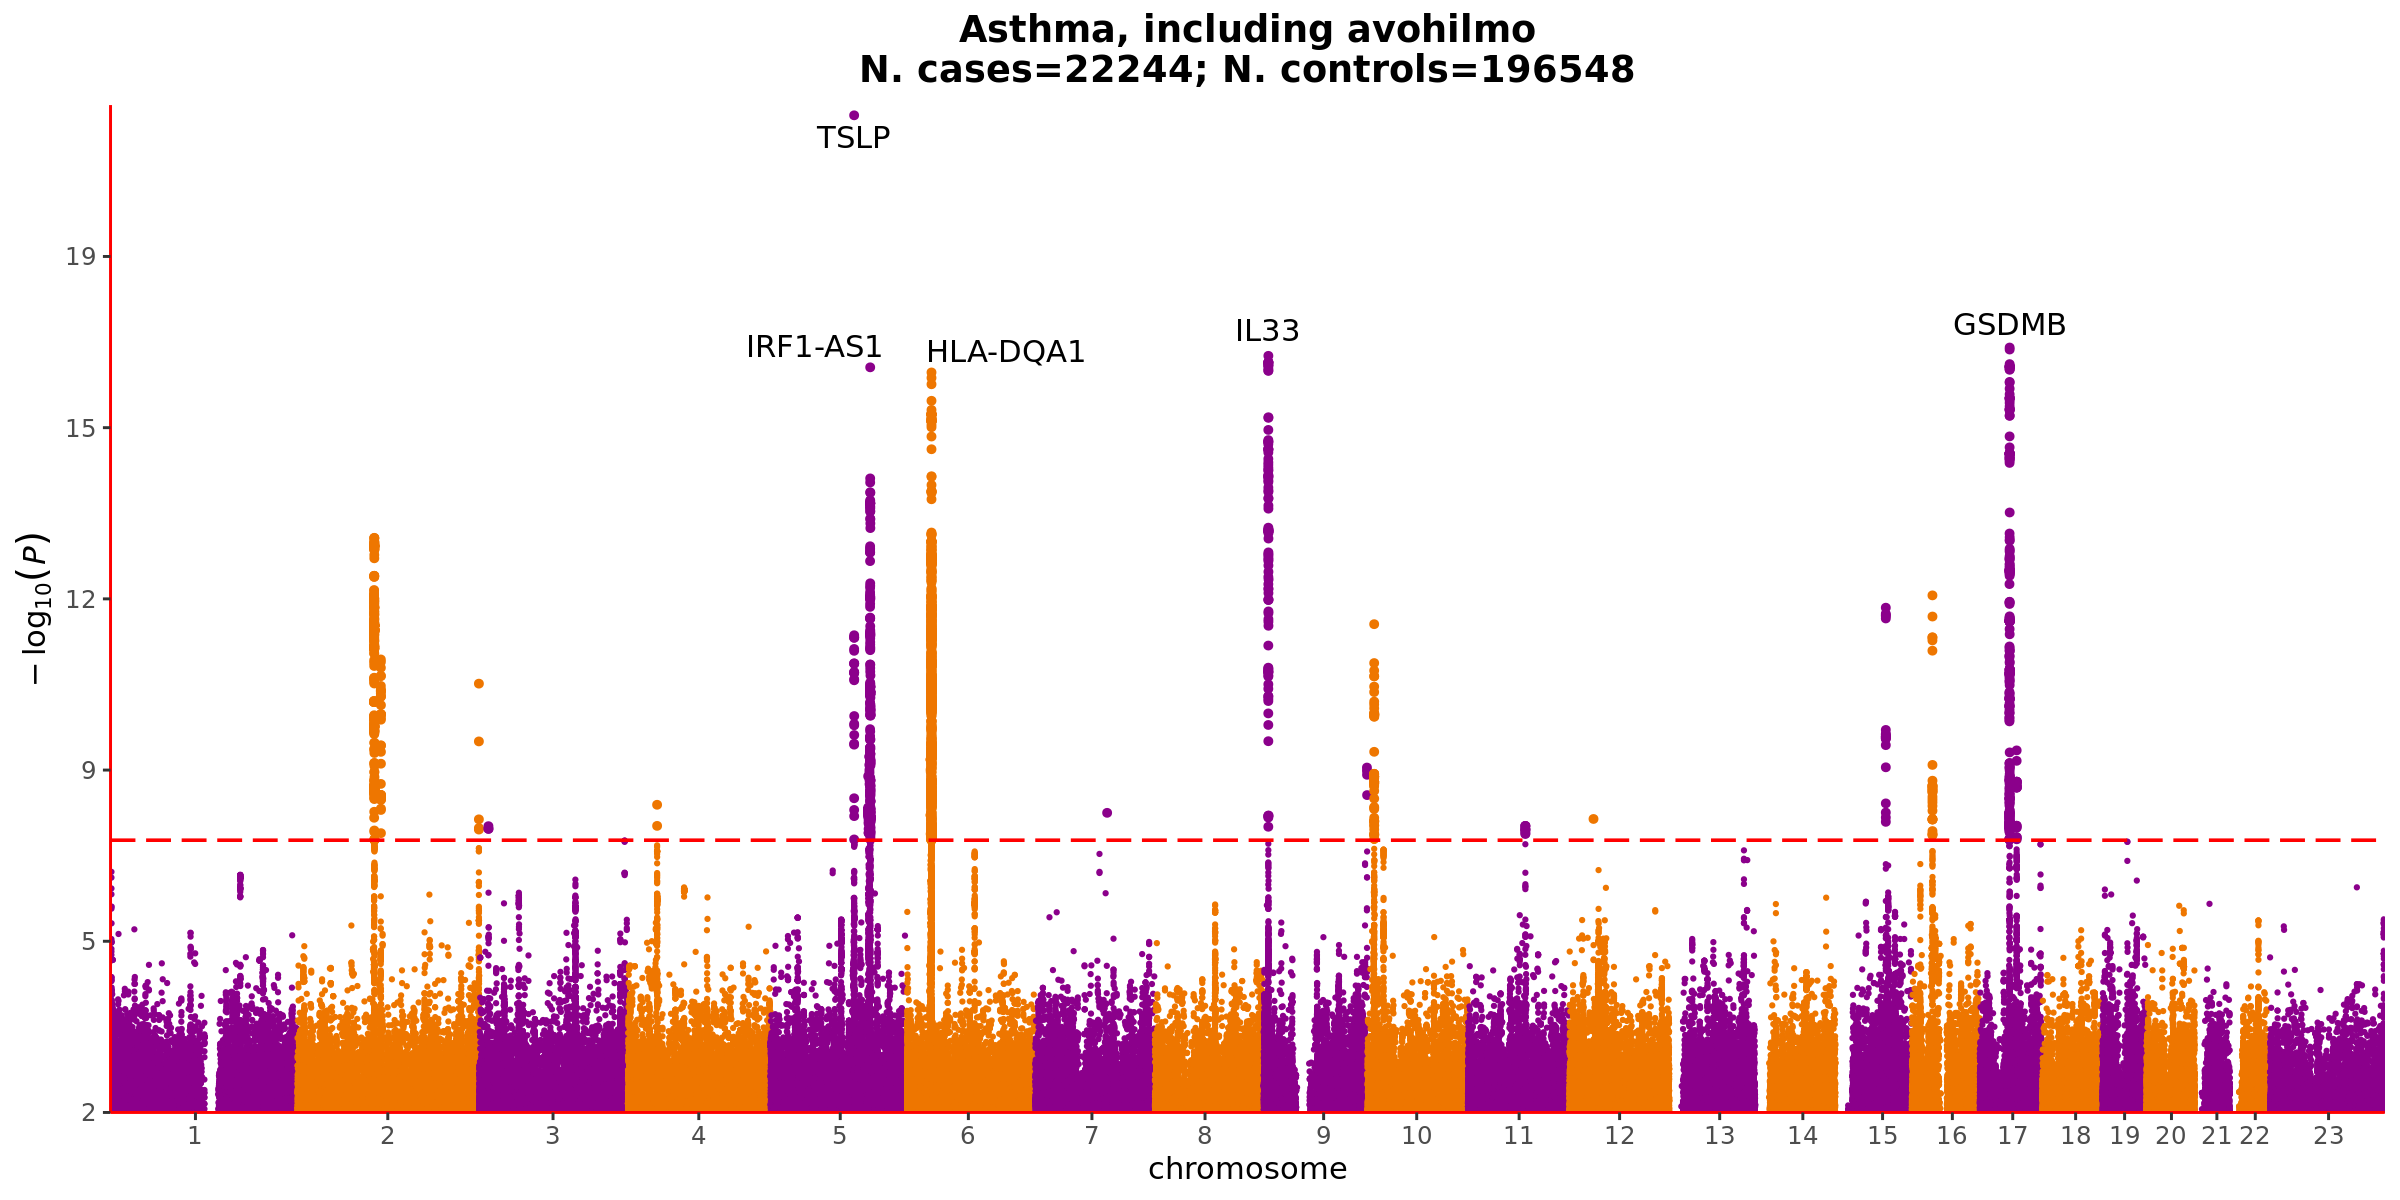 Asthma, including avohilmo
N. cases=22244; N. controls=196548
TSLP
19
IL33
GSDMB
IRF1-AS1
HLA-DQA1
15
−log10(P)
12
9
5
2
1 2 3 4 5 6 7 8 9 10 11 12 13 14 15 16 17 18 19 20 21 22 23
chromosome